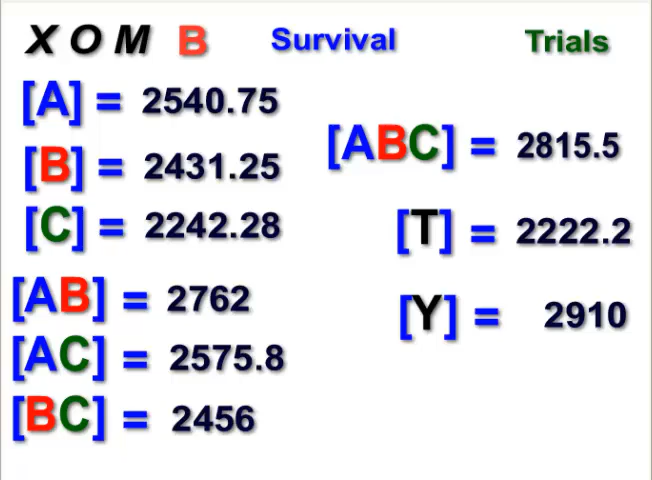 X O M B Survival Trials
[A] = 2540.75
[B] = 2431.25
[C] = 2242.28
[AB] = 2762
[AC] = 2575.8
[BC] = 2456
[ABC] = 2815.5
[T] = 2222.2
[Y] = 2910